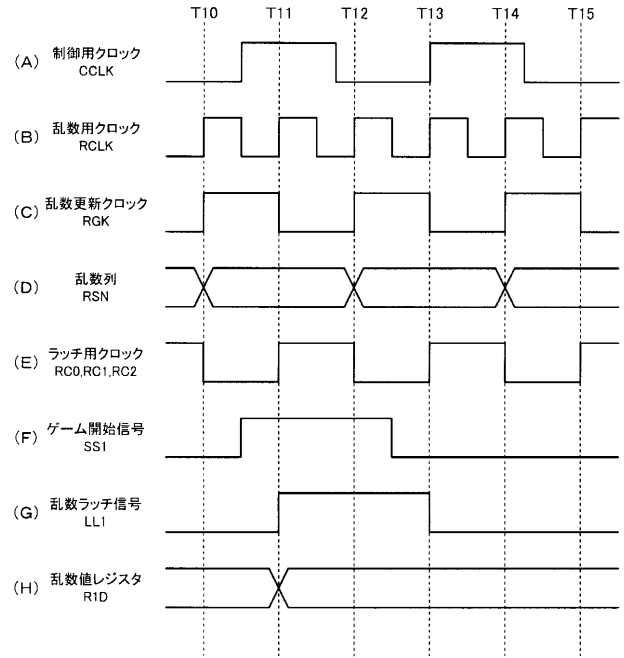 T10 T11 T12 T13 T14 T15
(A) 制御用クロック
CCLK
(B) 乱数用クロック
RCLK
(C) 乱数更新クロック
RGK
(D) 乱数列
RSN
(E) ラッチ用クロック
RC0,RC1,RC2
(F) ゲーム開始信号
SS1
(G) 乱数ラッチ信号
LL1
(H) 乱数値レジスタ
R1D